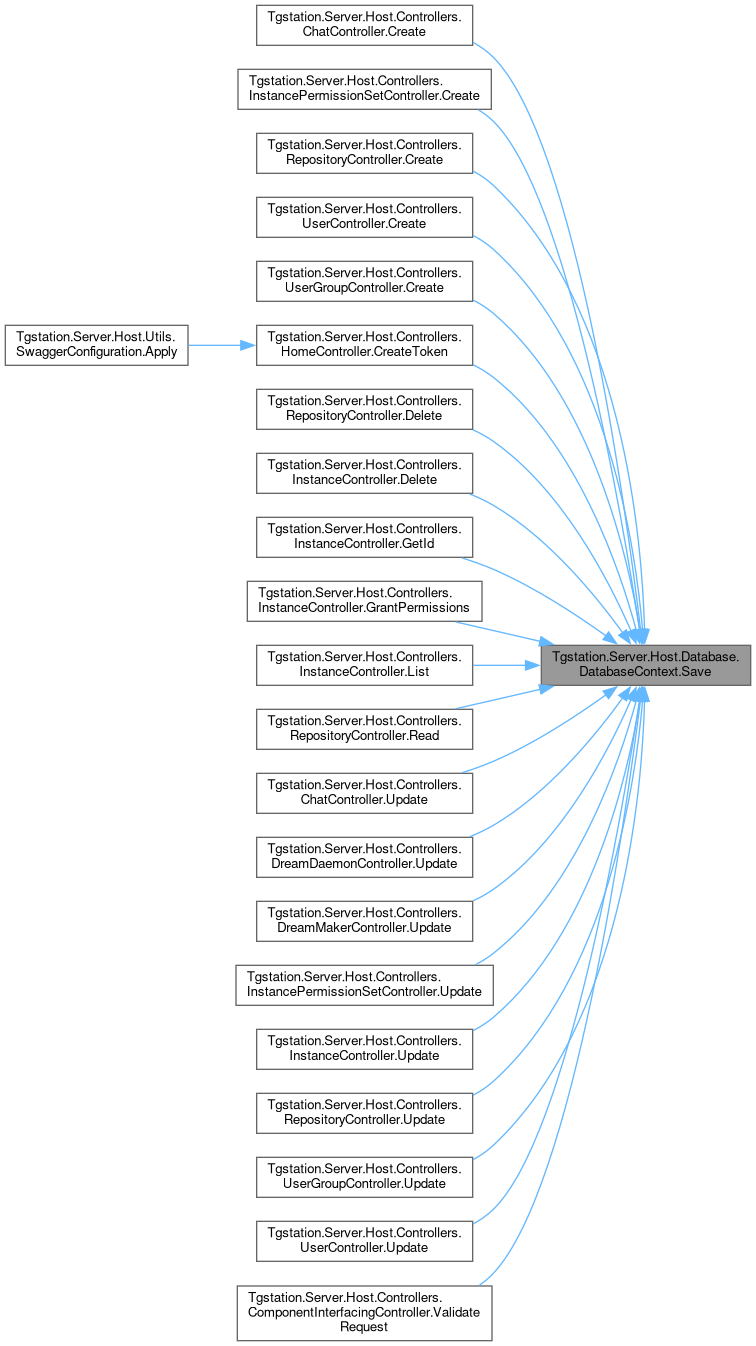 Tgstation.Server.Host.Controllers.
ChatController.Create
Tgstation.Server.Host.Controllers.
InstancePermissionSetController.Create
Tgstation.Server.Host.Controllers.
RepositoryController.Create
Tgstation.Server.Host.Controllers.
UserController.Create
Tgstation.Server.Host.Controllers.
UserGroupController.Create
Tgstation.Server.Host.Utils.
SwaggerConfiguration.Apply
Tgstation.Server.Host.Controllers.
HomeController.CreateToken
Tgstation.Server.Host.Controllers.
RepositoryController.Delete
Tgstation.Server.Host.Controllers.
InstanceController.Delete
Tgstation.Server.Host.Controllers.
InstanceController.GetId
Tgstation.Server.Host.Controllers.
InstanceController.GrantPermissions
Tgstation.Server.Host.Controllers.
InstanceController.List
Tgstation.Server.Host.Database.
DatabaseContext.Save
Tgstation.Server.Host.Controllers.
RepositoryController.Read
Tgstation.Server.Host.Controllers.
ChatController.Update
Tgstation.Server.Host.Controllers.
DreamDaemonController.Update
Tgstation.Server.Host.Controllers.
DreamMakerController.Update
Tgstation.Server.Host.Controllers.
InstancePermissionSetController.Update
Tgstation.Server.Host.Controllers.
InstanceController.Update
Tgstation.Server.Host.Controllers.
RepositoryController.Update
Tgstation.Server.Host.Controllers.
UserGroupController.Update
Tgstation.Server.Host.Controllers.
UserController.Update
Tgstation.Server.Host.Controllers.
ComponentInterfacingController.Validate
Request